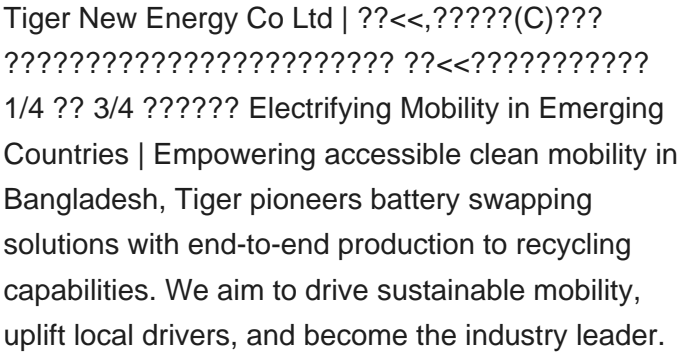 Tiger New Energy Co Ltd | ??<<,?????(C)???
???????????????????????? ??<<???????????
1/4 ?? 3/4 ?????? Electrifying Mobility in Emerging
Countries | Empowering accessible clean mobility in
Bangladesh, Tiger pioneers battery swapping
solutions with end-to-end production to recycling
capabilities. We aim to drive sustainable mobility,
uplift local drivers, and become the industry leader.